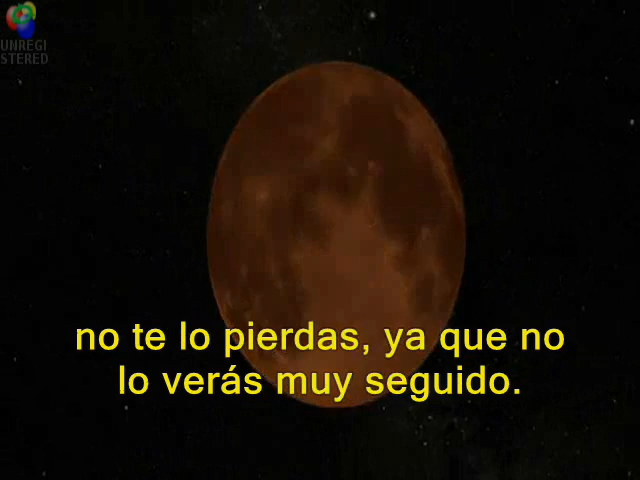 UNREGI
STERED
no te lo pierdas, ya que no
lo verás muy seguido.